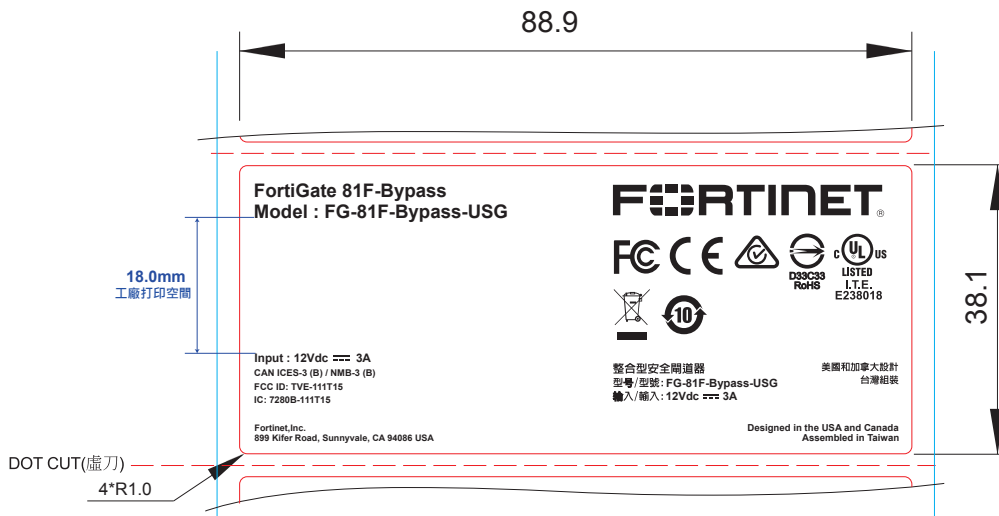 88.9
FortiGate 81F-Bypass
Model : FG-81F-Bypass-USG
FORTINET®
FC CE
D33C33
RoHS
C UL US
LISTED
I.T.E.
E238018
10
18.0mm
工廠打印空間
38.1
Input : 12Vdc 3A
CAN ICES-3 (B) / NMB-3 (B)
FCC ID: TVE-111T15
IC: 7280B-111T15
整合型安全閘道器
型号/型號: FG-81F-Bypass-USG
輸入/輸入: 12Vdc 3A
美國和加拿大設計
台灣組裝
Fortinet,Inc.
899 Kifer Road, Sunnyvale, CA 94086 USA
Designed in the USA and Canada
Assembled in Taiwan
DOT CUT(虛刀)
4*R1.0